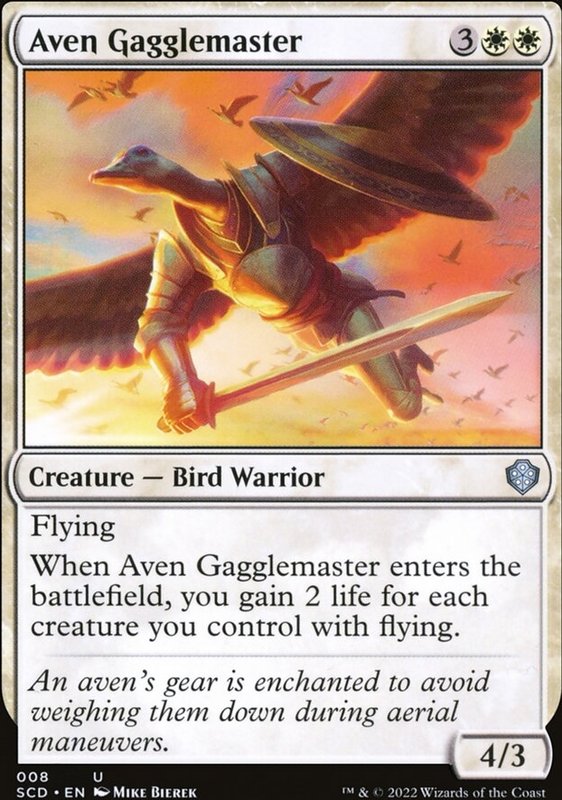 Aven Gagglemaster 3
Creature — Bird Warrior
Flying
When Aven Gagglemaster enters the
battlefield, you gain 2 life for each
creature you control with flying.
An aven's gear is enchanted to avoid
weighing them down during aerial
maneuvers.
4/3
008 U
SCD • EN Mike Bierek ™ & © 2022 Wizards of the Coast